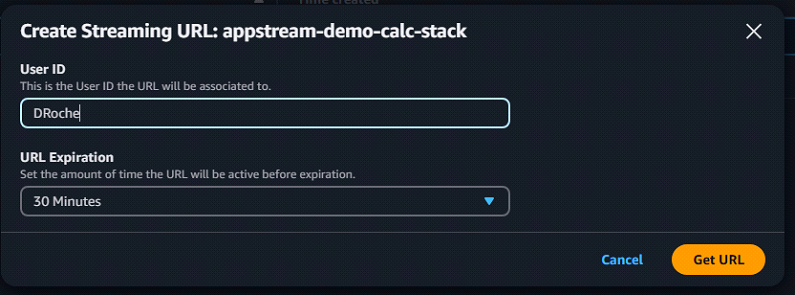 Time created
Create Streaming URL: appstream-demo-calc-stack
User ID
This is the User ID the URL will be associated to.
DRoche
URL Expiration
Set the amount of time the URL will be active before expiration.
30 Minutes
Cancel
Get URL